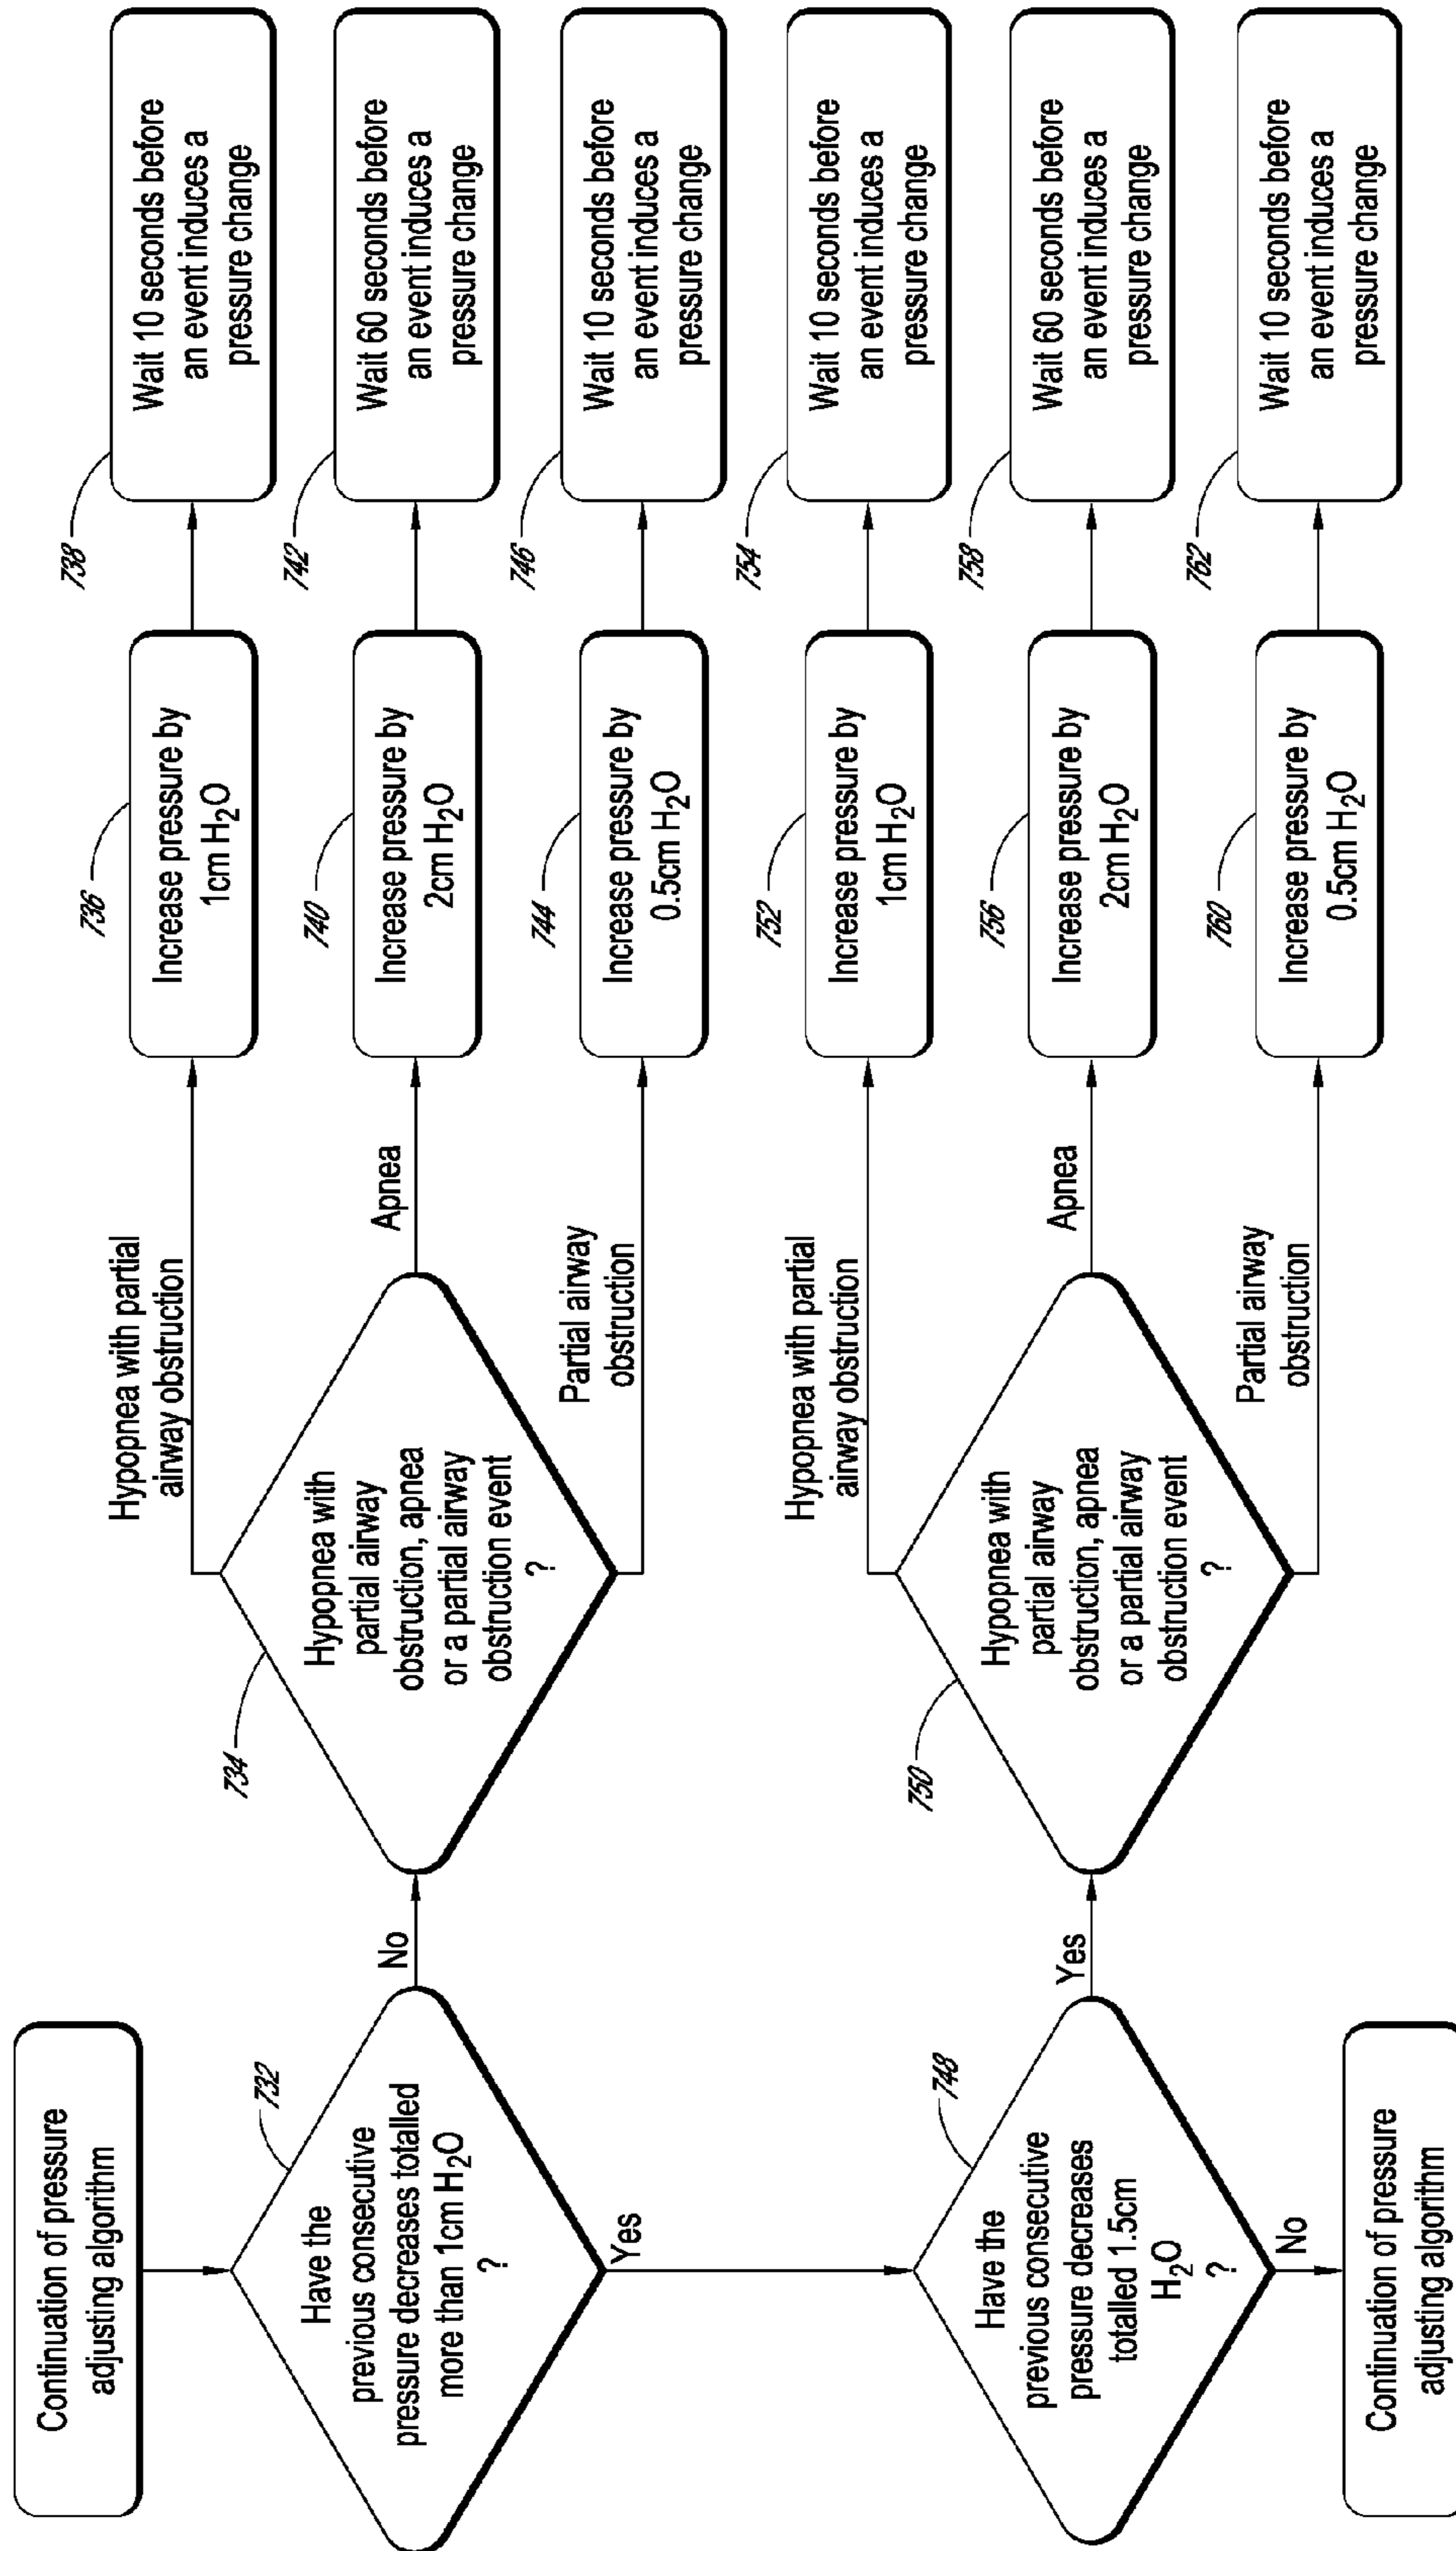 Continuation of pressure
adjusting algorithm
732
Have the
previous consecutive
pressure decreases totalled
more than 1cm H₂O
?
No
Yes
734
Hypopnea with
partial airway
obstruction, apnea
or a partial airway
obstruction event
?
Hypopnea with partial
airway obstruction
736
Increase pressure by
1cm H₂O
738
Wait 10 seconds before
an event induces a
pressure change
Apnea
740
Increase pressure by
2cm H₂O
742
Wait 60 seconds before
an event induces a
pressure change
Partial airway
obstruction
744
Increase pressure by
0.5cm H₂O
746
Wait 10 seconds before
an event induces a
pressure change
748
Have the
previous consecutive
pressure decreases
totalled 1.5cm
H₂O
?
Yes
No
750
Hypopnea with
partial airway
obstruction, apnea
or a partial airway
obstruction event
?
Hypopnea with partial
airway obstruction
752
Increase pressure by
1cm H₂O
754
Wait 10 seconds before
an event induces a
pressure change
Apnea
756
Increase pressure by
2cm H₂O
758
Wait 60 seconds before
an event induces a
pressure change
Partial airway
obstruction
760
Increase pressure by
0.5cm H₂O
762
Wait 10 seconds before
an event induces a
pressure change
Continuation of pressure
adjusting algorithm